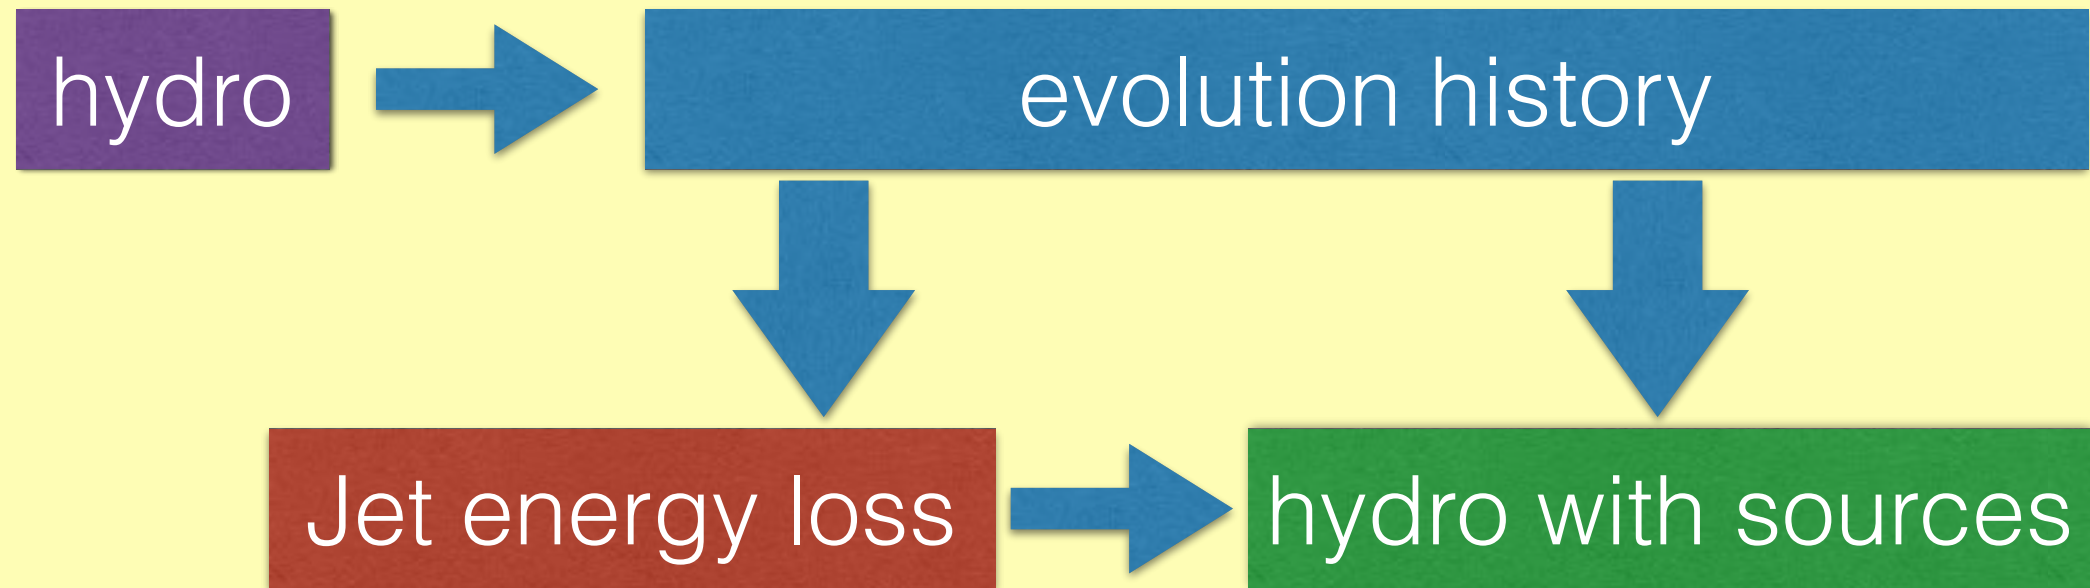 hydro
evolution history
Jet energy loss
hydro with sources